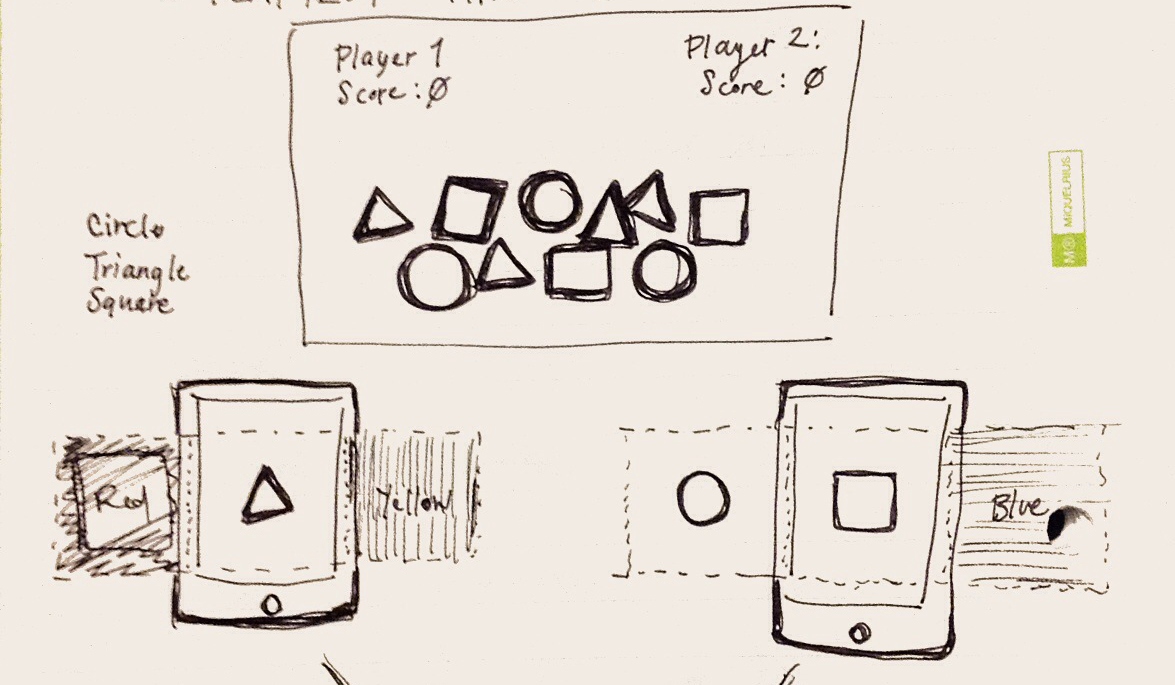 Player 1
Score: Ø
Player 2:
Score: Ø
Circle
Triangle
Square
M® MIQUELRIUS
Red
Yellow
Blue